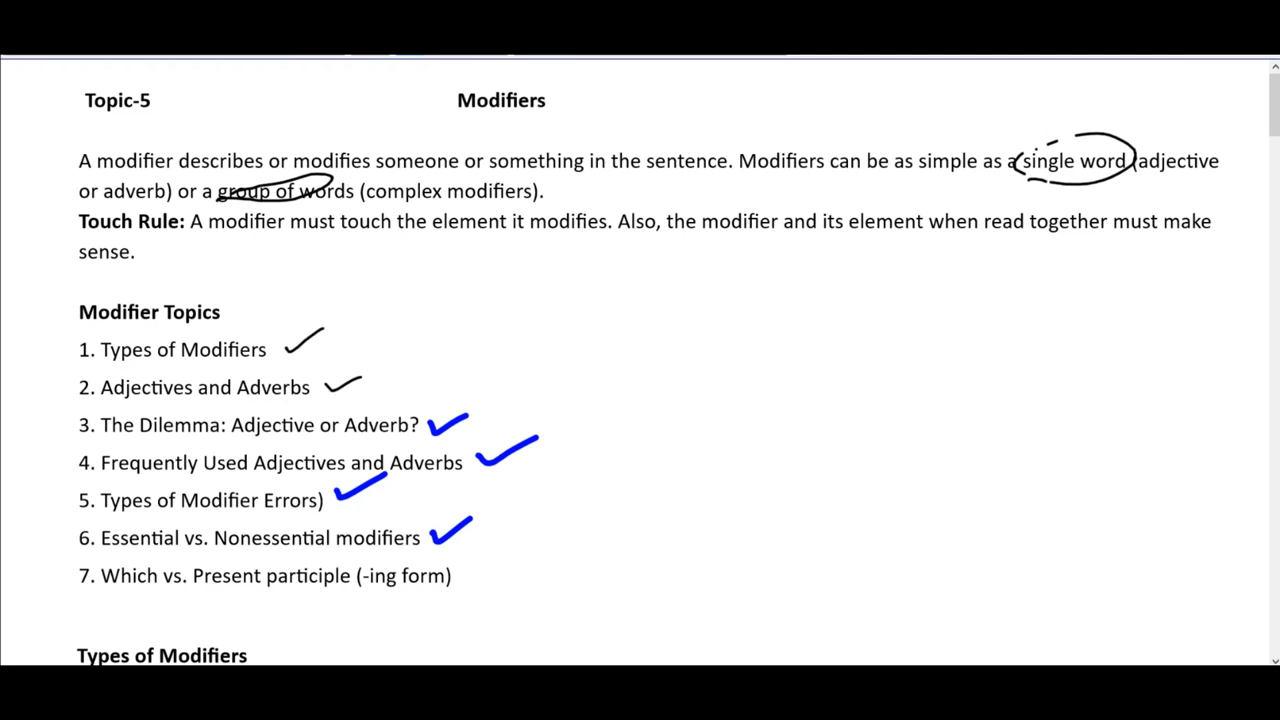 Topic-5 Modifiers
A modifier describes or modifies someone or something in the sentence. Modifiers can be as simple as a single word (adjective
or adverb) or a group of words (complex modifiers).
Touch Rule: A modifier must touch the element it modifies. Also, the modifier and its element when read together must make
sense.
Modifier Topics
1. Types of Modifiers
2. Adjectives and Adverbs
3. The Dilemma: Adjective or Adverb?
4. Frequently Used Adjectives and Adverbs
5. Types of Modifier Errors)
6. Essential vs. Nonessential modifiers
7. Which vs. Present participle (-ing form)
Types of Modifiers